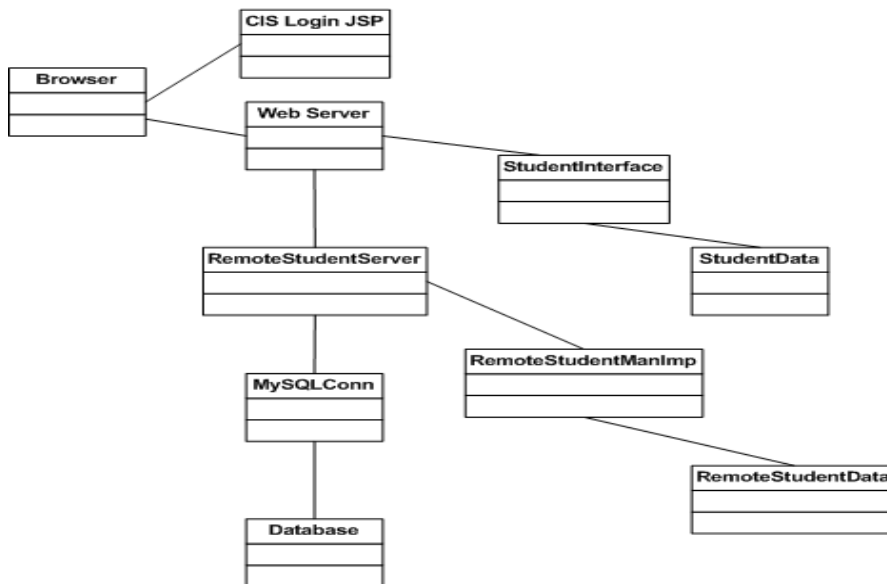 CIS Login JSP
Browser
Web Server
StudentInterface
RemoteStudentServer
StudentData
RemoteStudentManImp
MySQLConn
RemoteStudentData
Database